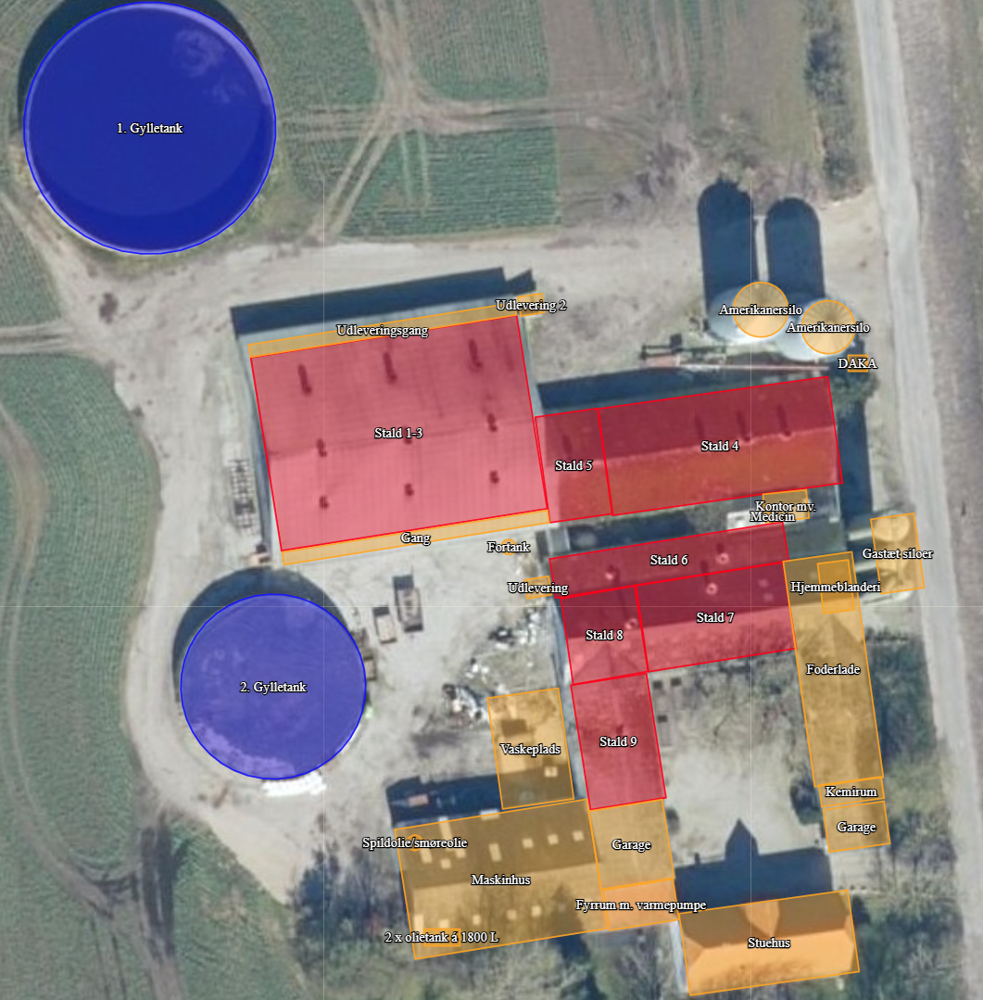 1. Gylletank
Udlevering 2
Amerikanersilo
Udleveringsgang
Amerikanersilo
DAKA
Stald 1-3
Stald 4
Stald 5
Kontor mv.
Medicin
Gang
Fortank
Gastæt siloer
Stald 6
Udlevering
Hjemmeblanderi
Stald 7
Stald 8
Foderlade
2. Gylletank
Stald 9
Vaskeplads
Kemirum
Garage
Spildolie/smøreolie
Garage
Maskinhus
Fyrrum m. varmepumpe
2 x olietank á 1800 L
Stuehus